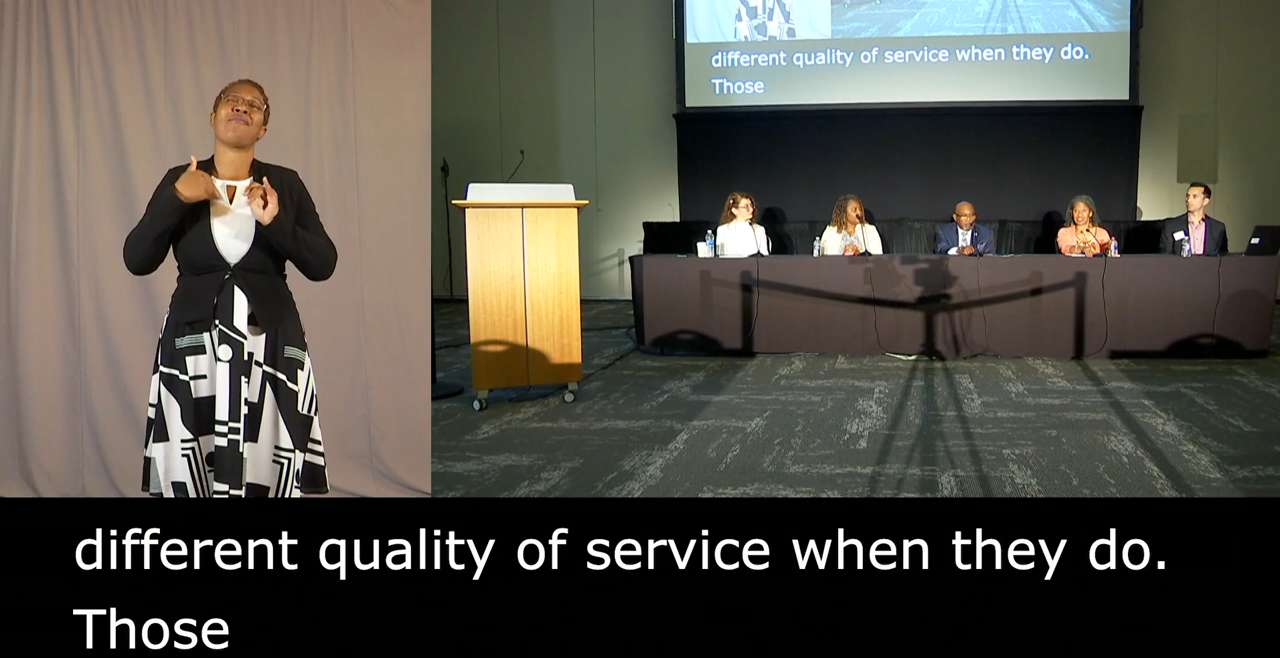 different quality of service when they do.
Those
different quality of service when they do.
Those